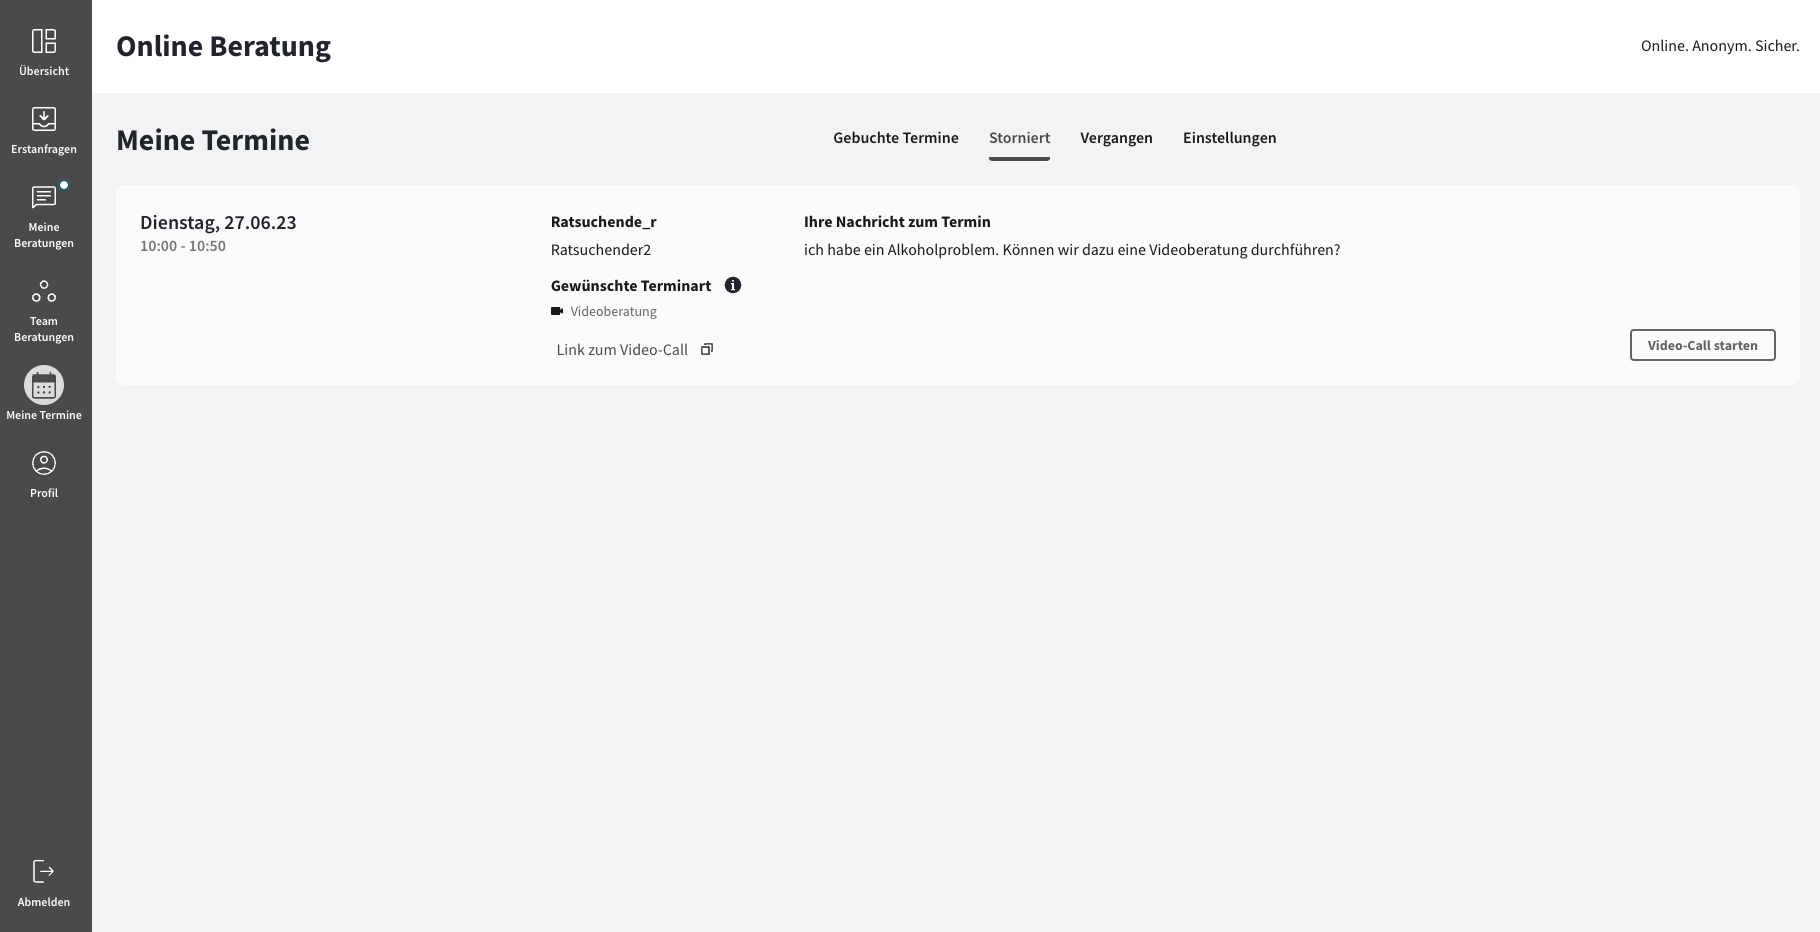 Übersicht
Erstanfragen
Meine
Beratungen
Team
Beratungen
Meine Termine
Profil
Abmelden
Online Beratung
Online. Anonym. Sicher.
Meine Termine
Gebuchte Termine
Storniert
Vergangen
Einstellungen
Dienstag, 27.06.23
10:00 - 10:50
Ratsuchende_r
Ratsuchender2
Gewünschte Terminart
Videoberatung
Link zum Video-Call
Ihre Nachricht zum Termin
ich habe ein Alkoholproblem. Können wir dazu eine Videoberatung durchführen?
Video-Call starten